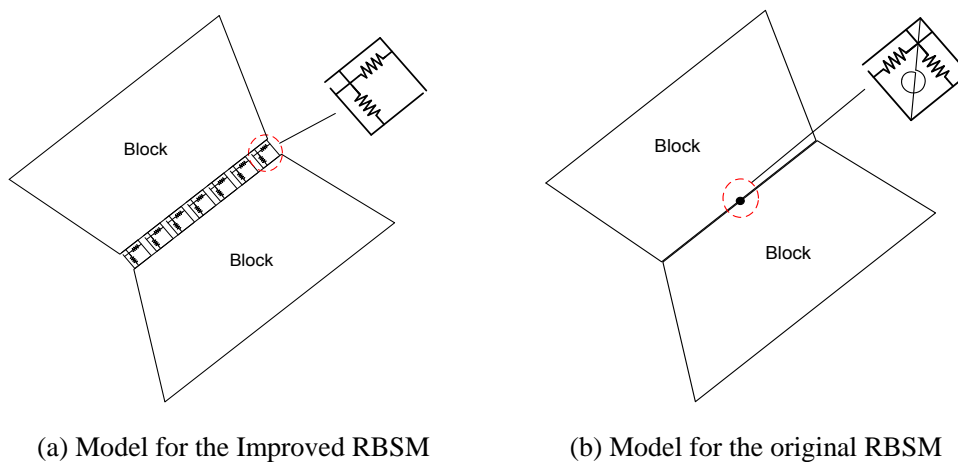 Block
Block
Block
Block
(a) Model for the Improved RBSM
(b) Model for the original RBSM